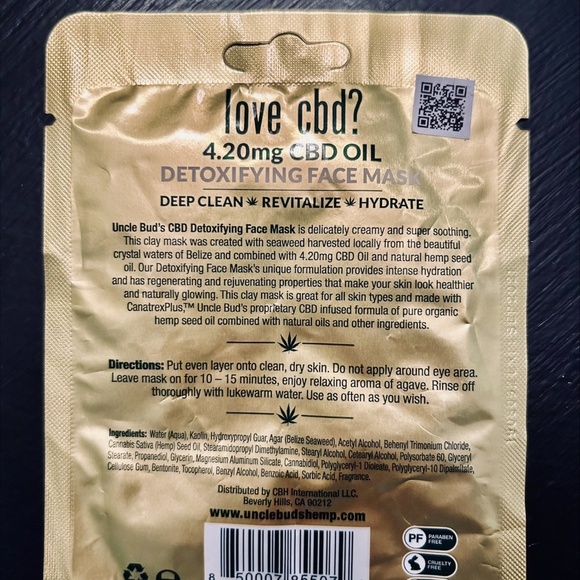 love cbd?
4.20mg CBD OIL
DETOXIFYING FACE MASK
DEEP CLEAN REVITALIZE HYDRATE
Uncle Bud's CBD Detoxifying Face Mask is delicately creamy and super soothing.
This clay mask was created with seaweed harvested locally from the beautiful
crystal waters of Belize and combined with 4.20mg CBD Oil and natural hemp seed
oil. Our Detoxifying Face Mask's unique formulation provides intense hydration
and has regenerating and rejuvenating properties that make your skin look healthier
and naturally glowing. This clay mask is great for all skin types and made with
CanatrexPlus,™ Uncle Bud's proprietary CBD infused formula of pure organic
hemp seed oil combined with natural oils and other ingredients.
Directions: Put even layer onto clean, dry skin. Do not apply around eye area.
Leave mask on for 10 – 15 minutes, enjoy relaxing aroma of agave. Rinse off
thoroughly with lukewarm water. Use as often as you wish.
Ingredients: Water (Aqua), Kaolin, Hydroxypropyl Guar, Agar (Belize Seaweed), Acetyl Alcohol, Behenyl Trimonium Chloride,
Cannabis Sativa (Hemp) Seed Oil, Stearamidopropyl Dimethylamine, Stearyl Alcohol, Cetearyl Alcohol, Polysorbate 60, Glyceryl
Stearate, Propanediol, Glycerin, Magnesium Aluminum Silicate, Cannabidiol, Polyglyceryl-1 Dioleate, Polyglyceryl-10 Dipalmitate,
Cellulose Gum, Bentonite, Tocopherol, Benzyl Alcohol, Benzoic Acid, Sorbic Acid, Fragrance.
Distributed by CBH International LLC.
Beverly Hills, CA 90212
www.unclebudshemp.com
PF PARABEN FREE
CRUELTY FREE
8 50007 85507